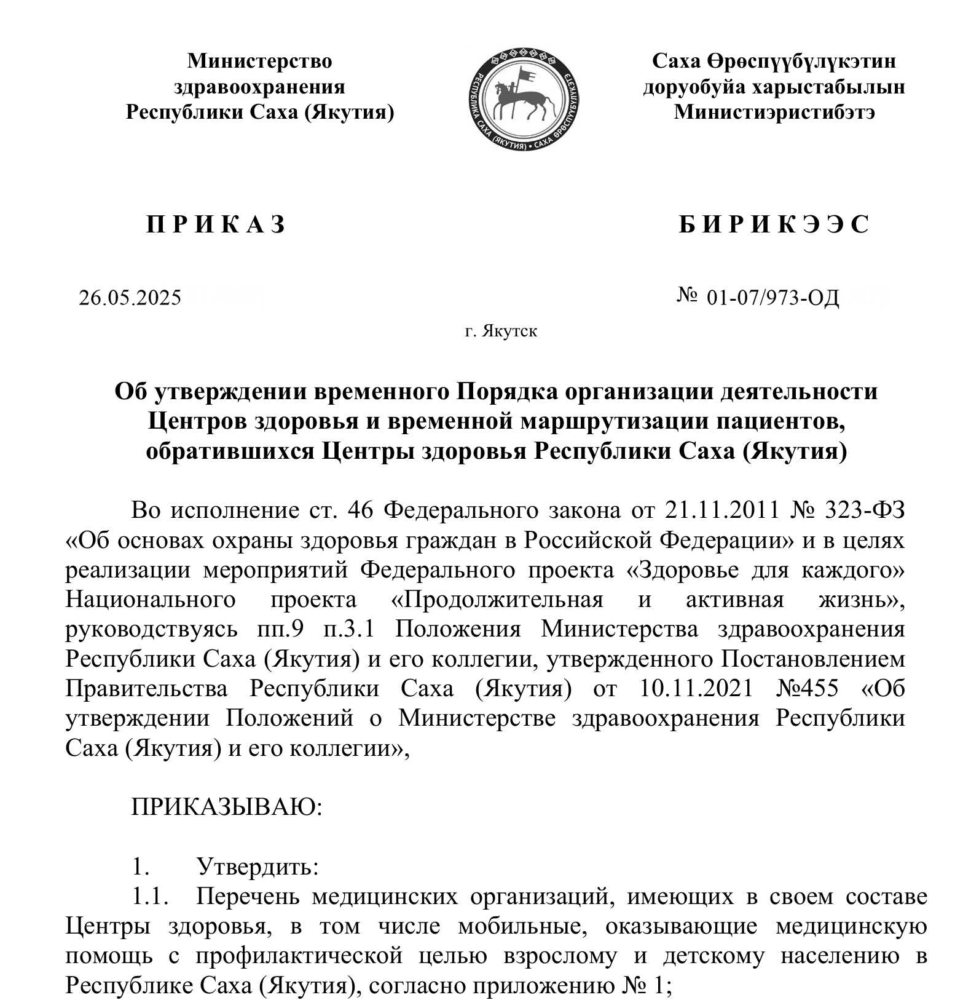 Министерство
здравоохранения
Республики Саха (Якутия)
РЕСПУБЛИКА САХА (ЯКУТИЯ) • САХА ӨРӨСПҮҮБҮЛҮКЭТЭ
Саха Өрөспүүбүлүкэтин
доруобуйа харыстабылын
Министиэристибэтэ
П Р И К А З
Б И Р И К Э Э С
26.05.2025
№ 01-07/973-ОД
г. Якутск
Об утверждении временного Порядка организации деятельности
Центров здоровья и временной маршрутизации пациентов,
обратившихся Центры здоровья Республики Саха (Якутия)
Во исполнение ст. 46 Федерального закона от 21.11.2011 № 323-ФЗ
«Об основах охраны здоровья граждан в Российской Федерации» и в целях
реализации мероприятий Федерального проекта «Здоровье для каждого»
Национального проекта «Продолжительная и активная жизнь»,
руководствуясь пп.9 п.3.1 Положения Министерства здравоохранения
Республики Саха (Якутия) и его коллегии, утвержденного Постановлением
Правительства Республики Саха (Якутия) от 10.11.2021 №455 «Об
утверждении Положений о Министерстве здравоохранения Республики
Саха (Якутия) и его коллегии»,
ПРИКАЗЫВАЮ:
1. Утвердить:
1.1. Перечень медицинских организаций, имеющих в своем составе
Центры здоровья, в том числе мобильные, оказывающие медицинскую
помощь с профилактической целью взрослому и детскому населению в
Республике Саха (Якутия), согласно приложению № 1;